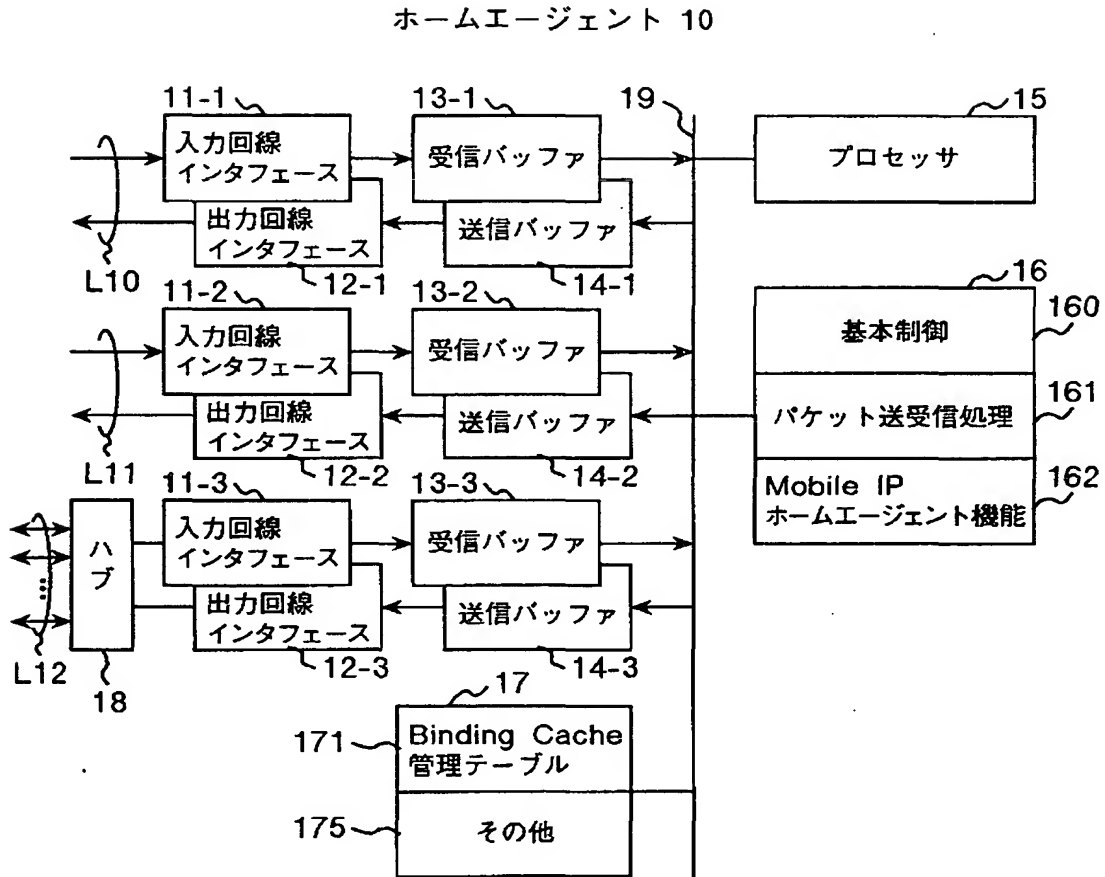 ホームエージェント 10
11-1
13-1
19
15
入力回線
インタフェース
受信バッファ
プロセッサ
出力回線
インタフェース
送信バッファ
L10
12-1
14-1
11-2
13-2
16
入力回線
インタフェース
受信バッファ
基本制御
160
出力回線
インタフェース
送信バッファ
パケット送受信処理
161
L11
12-2
14-2
11-3
13-3
Mobile IP
ホームエージェント機能
162
ハブ
入力回線
インタフェース
受信バッファ
出力回線
インタフェース
送信バッファ
L12
18
12-3
14-3
17
171
Binding Cache
管理テーブル
175
その他